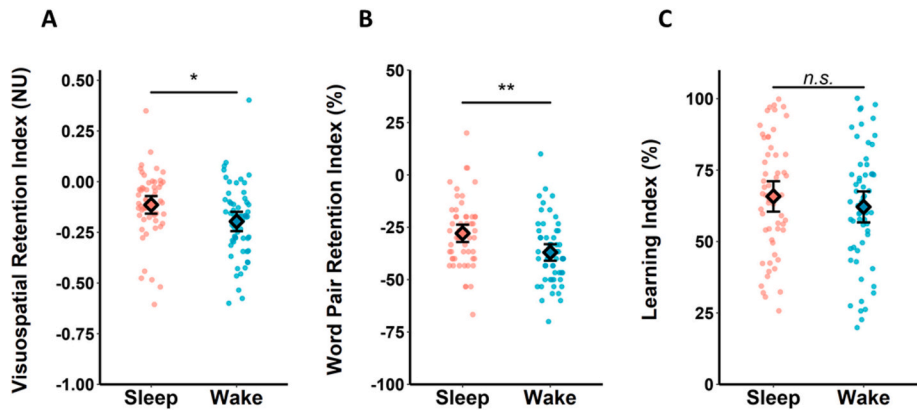 A
Visuospatial Retention Index (NU)
0.50
0.25
0.00
-0.25
-0.50
-0.75
-1.00
*
Sleep Wake
B
Word Pair Retention Index (%)
50
25
0
-25
-50
-75
-100
**
Sleep Wake
C
Learning Index (%)
100
75
50
25
0
n.s.
Sleep Wake